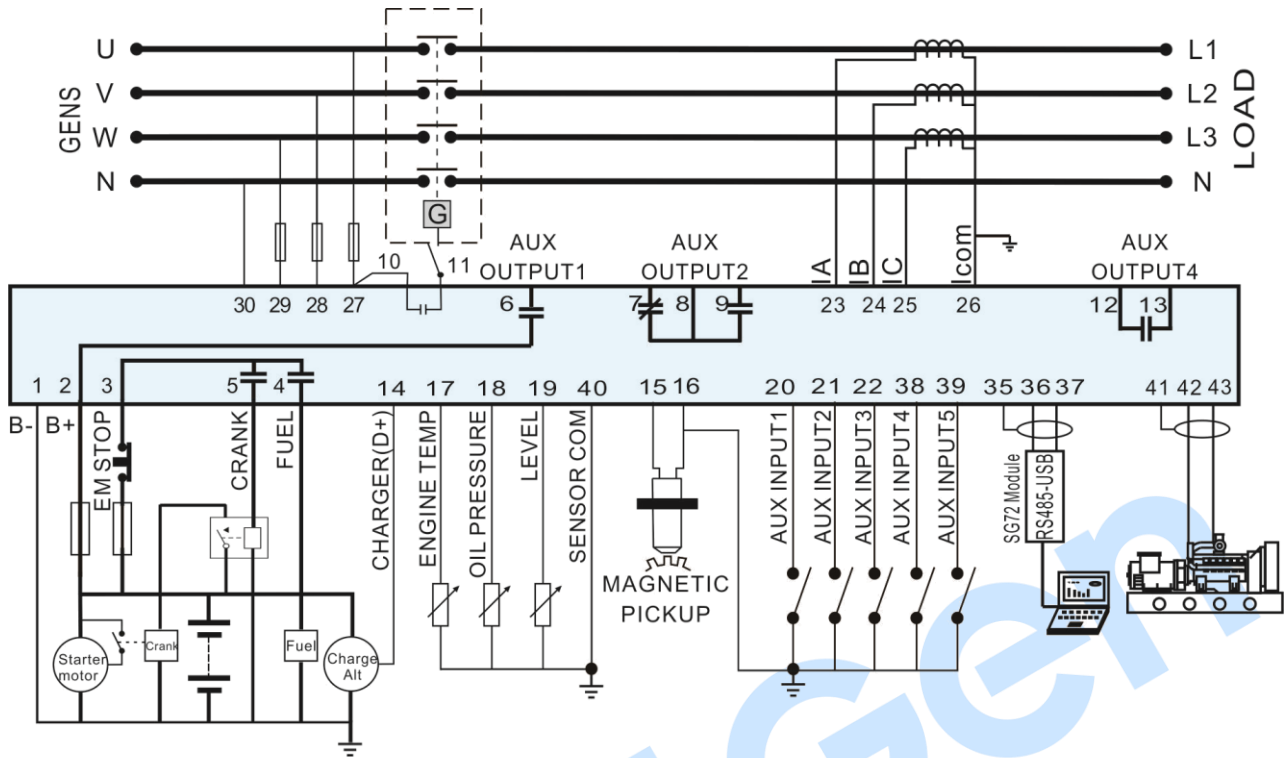 U
V
W
N
GENS
L1
L2
L3
N
LOAD
G
10
11
AUX
OUTPUT1
AUX
OUTPUT2
IA
IB
IC
Icom
AUX
OUTPUT4
30 29 28 27
6
7 8 9
23 24 25 26
12 13
1 2 3 5 4 14 17 18 19 40 15 16 20 21 22 38 39 35 36 37 41 42 43
B-
B+
EM STOP
CRANK
FUEL
CHARGER(D+)
ENGINE TEMP
OIL PRESSURE
LEVEL
SENSOR COM
MAGNETIC
PICKUP
AUX INPUT1
AUX INPUT2
AUX INPUT3
AUX INPUT4
AUX INPUT5
SG72 Module
RS485-USB
Starter
motor
Crank
Fuel
Charge
Alt
Gen